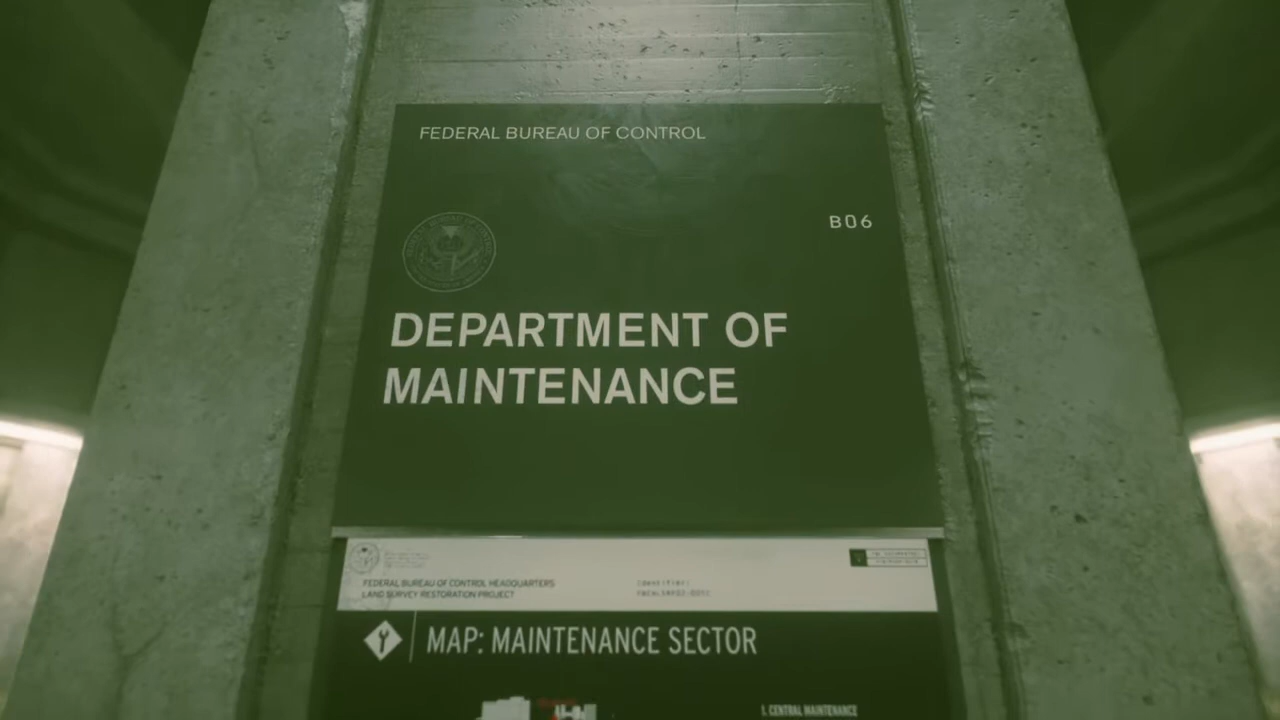 FEDERAL BUREAU OF CONTROL
B06
DEPARTMENT OF
MAINTENANCE
FEDERAL BUREAU OF CONTROL HEADQUARTERS
LAND SURVEY RESTORATION PROJECT
MAP: MAINTENANCE SECTOR
1. CENTRAL MAINTENANCE